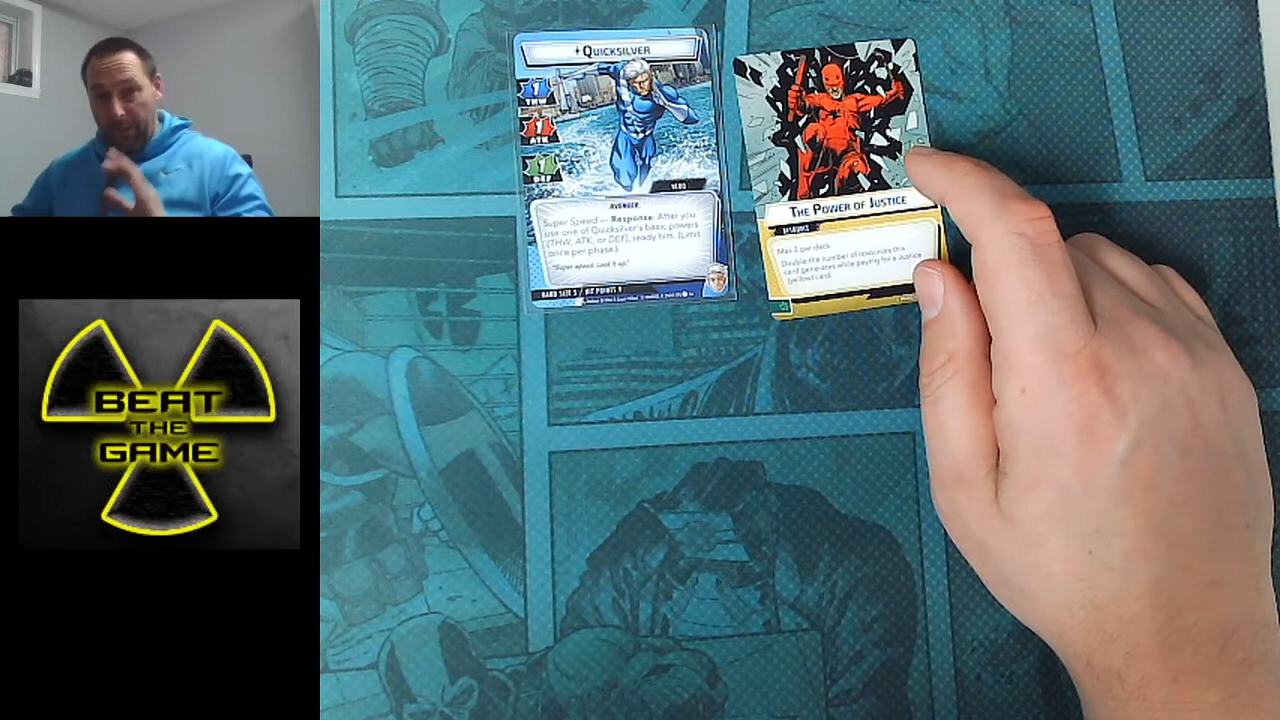 QUICKSILVER
1
THW
1
ATK
1
DEF
HERO
AVENGER.
Super Speed — Response: After you
use one of Quicksilver's basic powers
(THW, ATK, or DEF), ready him. (Limit
once per phase.)
"Super speed. Look it up."
HAND SIZE 5 / HIT POINTS 9
THE POWER OF JUSTICE
RESOURCE
Max 2 per deck.
Double the number of resources this
card generates while paying for a Justice
(yellow) card.
BEAT
THE
GAME